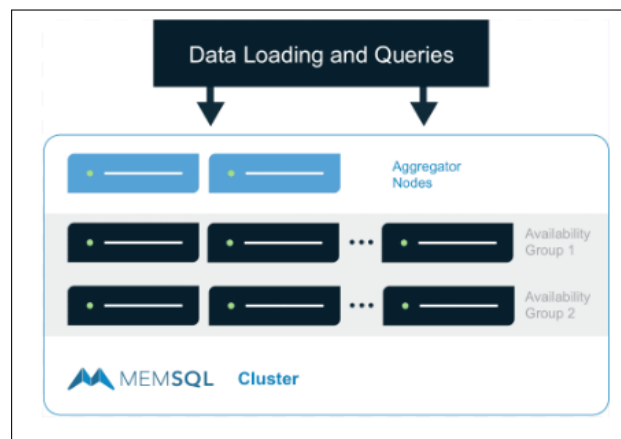 Data Loading and Queries
Aggregator
Nodes
Availability
Group 1
Availability
Group 2
MEMSQL Cluster